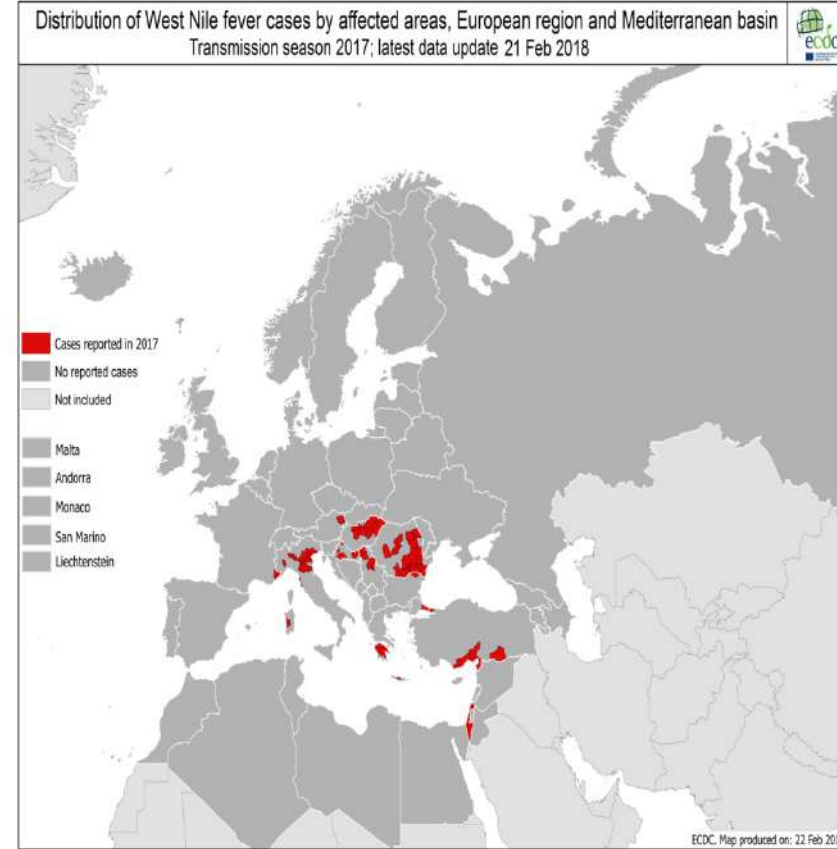 Distribution of West Nile fever cases by affected areas, European region and Mediterranean basin
Transmission season 2017; latest data update 21 Feb 2018
ecdc
Cases reported in 2017
No reported cases
Not included
Malta
Andorra
Monaco
San Marino
Liechtenstein
ECDC. Map produced on: 22 Feb 201